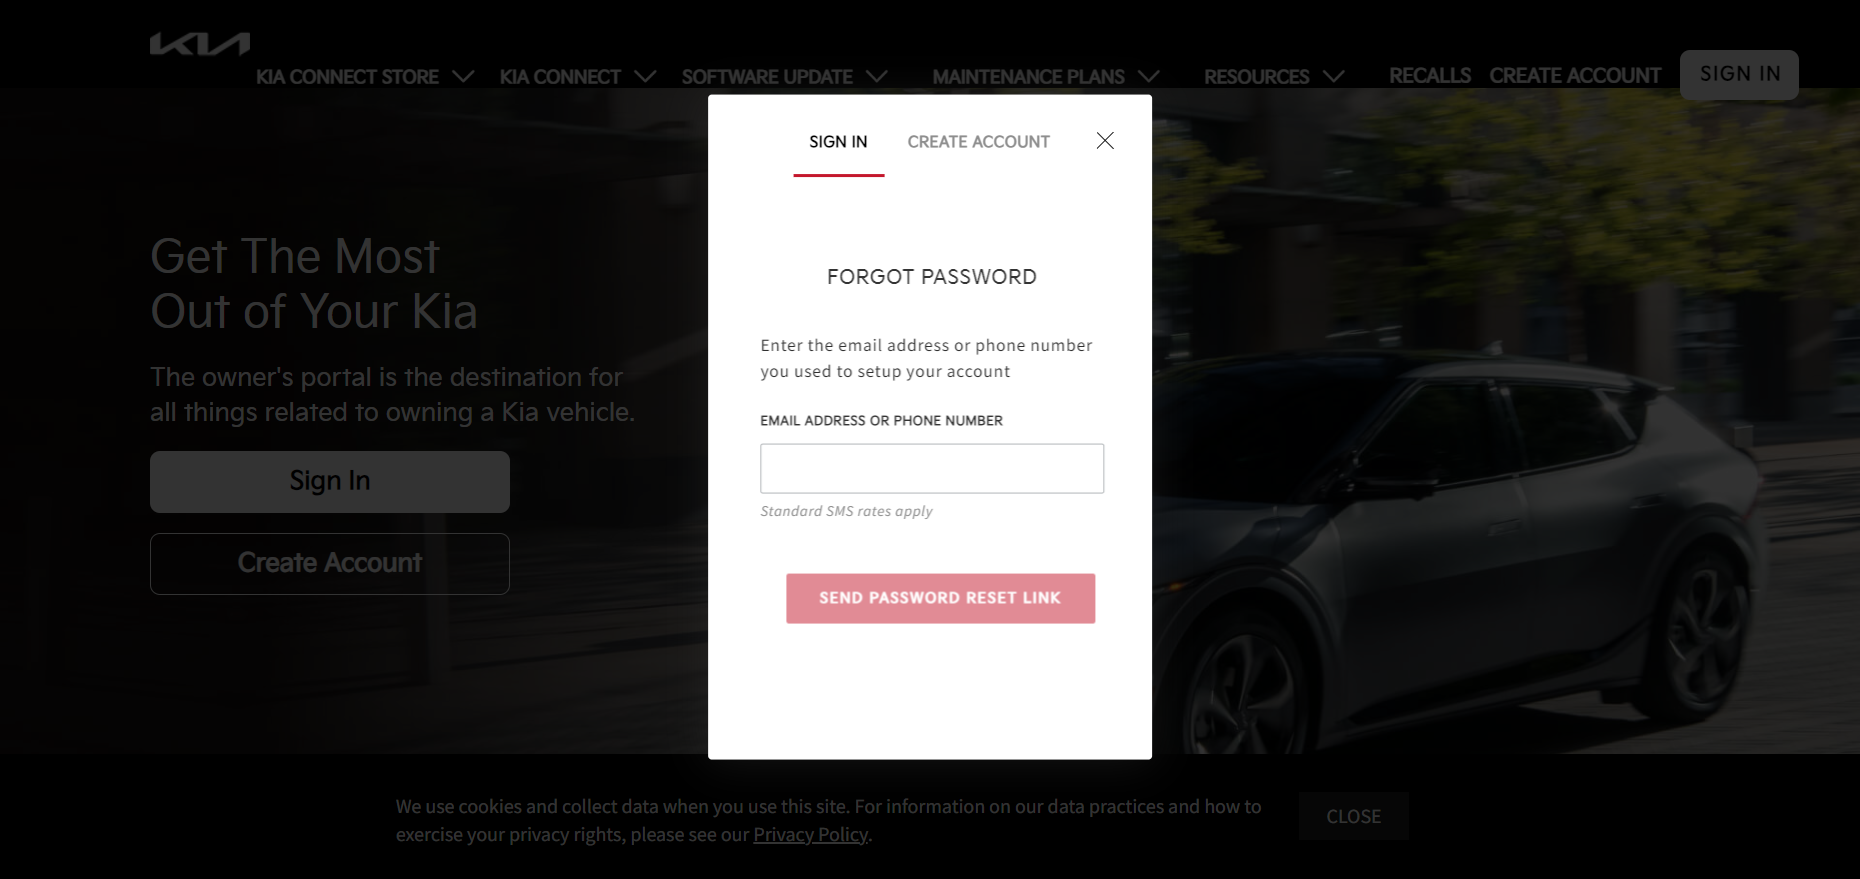 KIA
KIA CONNECT STORE KIA CONNECT SOFTWARE UPDATE MAINTENANCE PLANS RESOURCES RECALLS CREATE ACCOUNT SIGN IN
SIGN IN CREATE ACCOUNT
Get The Most
Out of Your Kia
The owner's portal is the destination for
all things related to owning a Kia vehicle.
Sign In
Create Account
FORGOT PASSWORD
Enter the email address or phone number
you used to setup your account
EMAIL ADDRESS OR PHONE NUMBER
Standard SMS rates apply
SEND PASSWORD RESET LINK
We use cookies and collect data when you use this site. For information on our data practices and how to
exercise your privacy rights, please see our Privacy Policy.
CLOSE